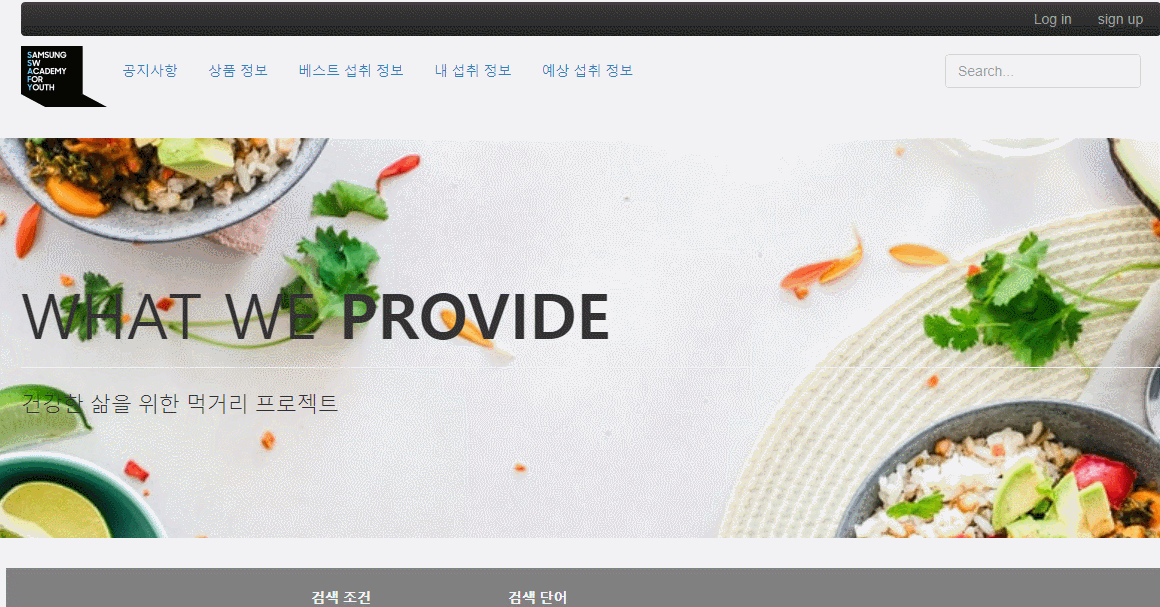 Log in sign up
SAMSUNG
SW
ACADEMY
FOR
YOUTH
공지사항 상품 정보 베스트 섭취 정보 내 섭취 정보 예상 섭취 정보
Search...
WHAT WE PROVIDE
건강한 삶을 위한 먹거리 프로젝트
검색 조건 검색 단어